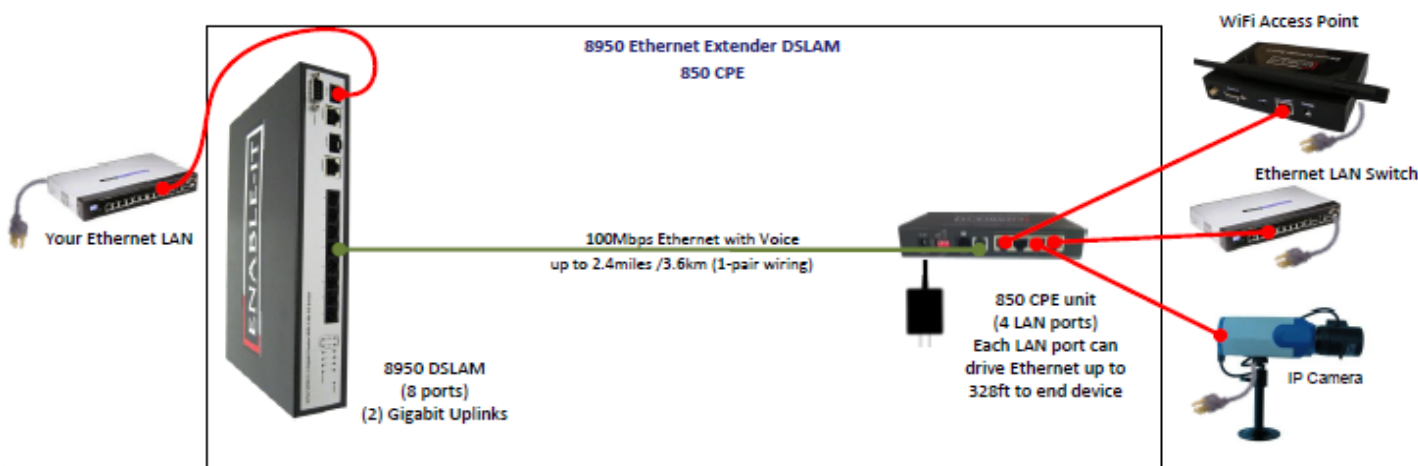 8950 Ethernet Extender DSLAM
850 CPE
WiFi Access Point
ENABLE-IT
Your Ethernet LAN
100Mbps Ethernet with Voice
up to 2.4miles /3.6km (1-pair wiring)
Ethernet LAN Switch
850 CPE unit
(4 LAN ports)
Each LAN port can
drive Ethernet up to
328ft to end device
8950 DSLAM
(8 ports)
(2) Gigabit Uplinks
IP Camera